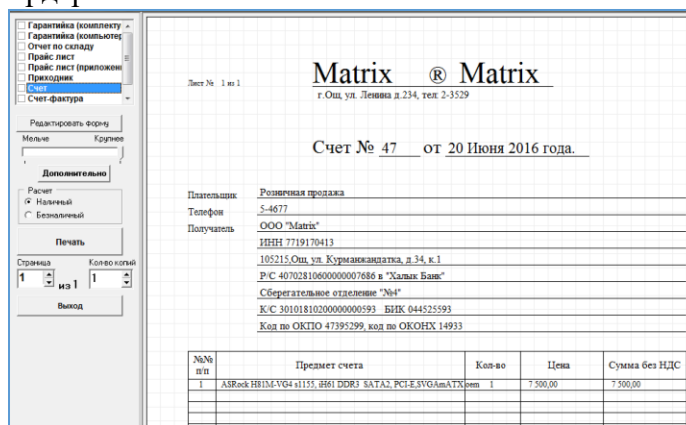 Гарантийка (комплекту
Гарантийка (компьютер
Отчет по складу
Прайс лист
Прайс лист (приложени
Приходник
Счет
Счет-фактура
Редактировать форму
Мельче Крупнее
Дополнительно
Расчет
Наличный
Безналичный
Печать
Страница Кол-во копий
1 из 1 1
Выход
Лист № 1 из 1
Matrix ® Matrix
г.Ош, ул. Ленина д.234, тел: 2-3529
Счет № 47 от 20 Июня 2016 года.
Плательщик Розничная продажа
Телефон 5-4677
Получатель ООО "Matrix"
ИНН 7719170413
105215,Ош, ул. Курманжандатка, д.34, к.1
Р/С 40702810600000007686 в "Халык Банк"
Сберегательное отделение "№4"
К/С 30101810200000000593 БИК 044525593
Код по ОКПО 47395299, код по ОКОНХ 14933
№№ п/п Предмет счета Кол-во Цена Сумма без НДС
1 ASRock H81M-VG4 s1155, iH61 DDR3 SATA2, PCI-E,SVGAmATX oem 1 7 500,00 7 500,00